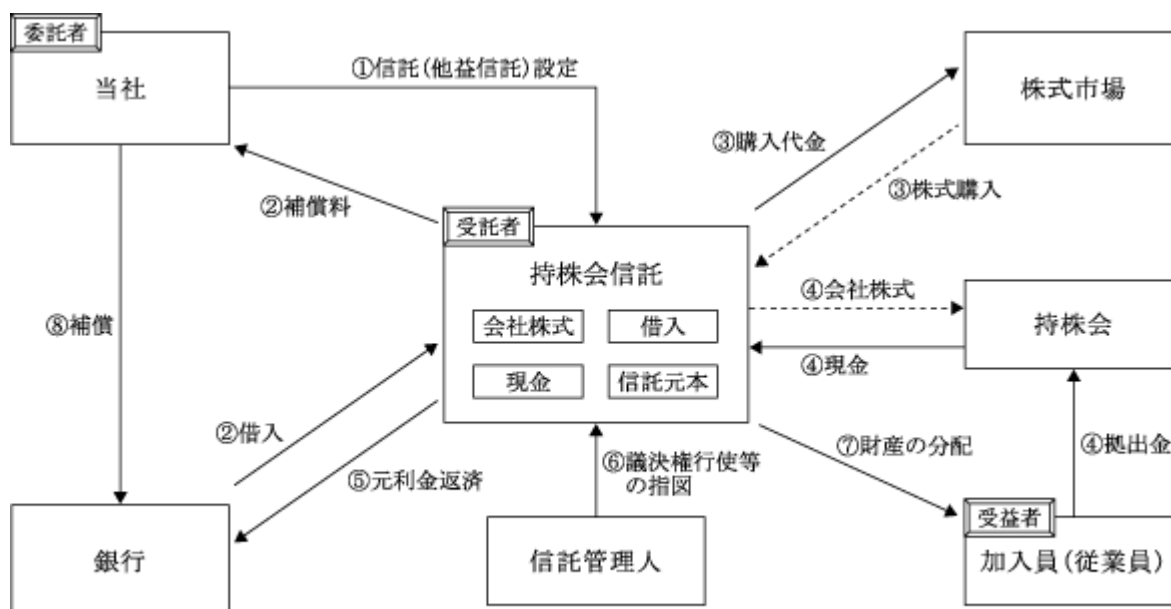 委託者
当社
①信託(他益信託)設定
株式市場
③購入代金
③株式購入
②補償料
受託者
持株会信託
会社株式
借入
現金
信託元本
④会社株式
④現金
持株会
⑧補償
②借入
⑤元利金返済
⑥議決権行使等
の指図
⑦財産の分配
④拠出金
銀行
信託管理人
受益者
加入員(従業員)